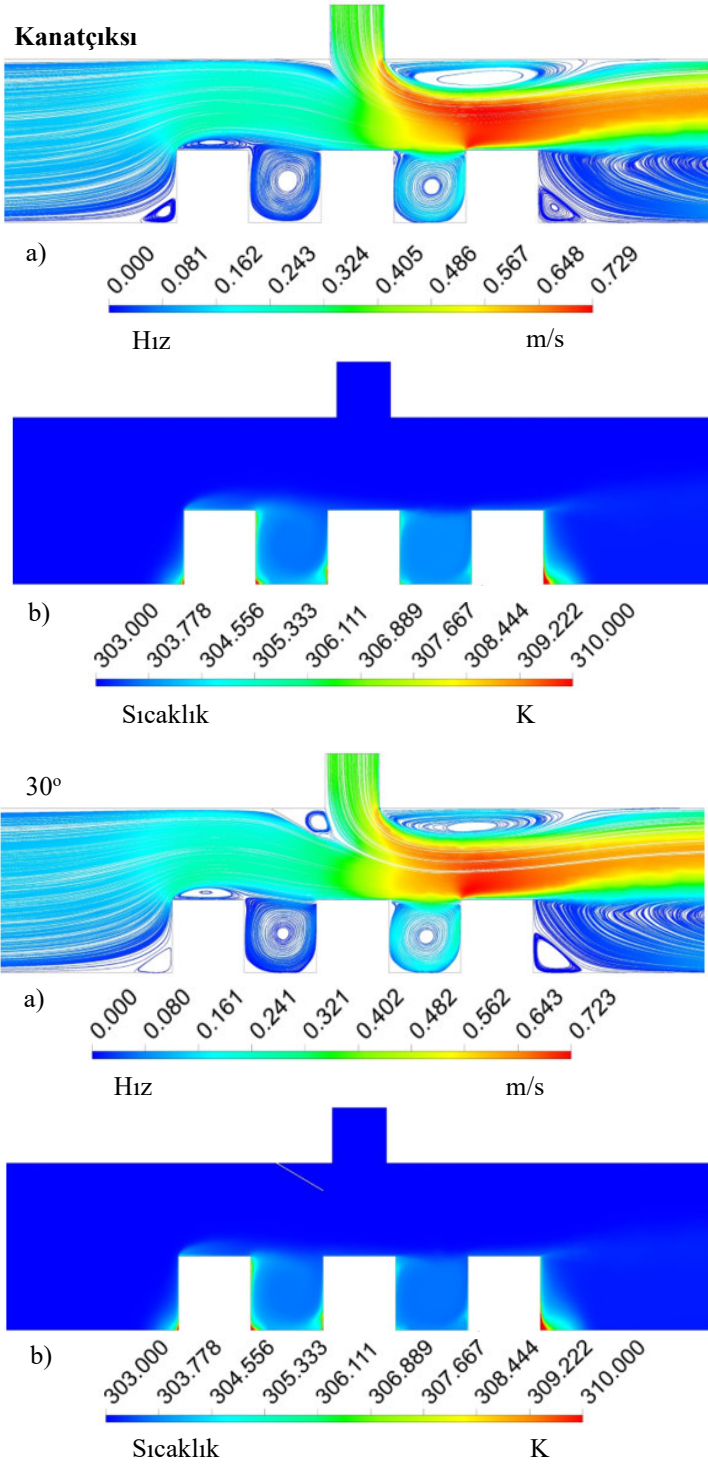 Kanatçıksı
a)
0.000 0.081 0.162 0.243 0.324 0.405 0.486 0.567 0.648 0.729
Hız m/s
b)
303.000 303.778 304.556 305.333 306.111 306.889 307.667 308.444 309.222 310.000
Sıcaklık K
30°
a)
0.000 0.080 0.161 0.241 0.321 0.402 0.482 0.562 0.643 0.723
Hız m/s
b)
303.000 303.778 304.556 305.333 306.111 306.889 307.667 308.444 309.222 310.000
Sıcaklık K